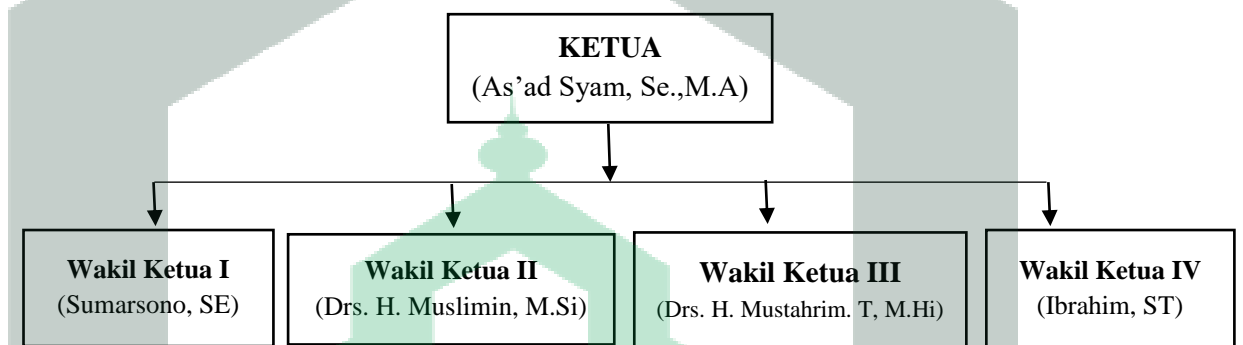 KETUA
(As’ad Syam, Se.,M.A)
Wakil Ketua I
(Sumarsono, SE)
Wakil Ketua II
(Drs. H. Muslimin, M.Si)
Wakil Ketua III
(Drs. H. Mustahrim. T, M.Hi)
Wakil Ketua IV
(Ibrahim, ST)